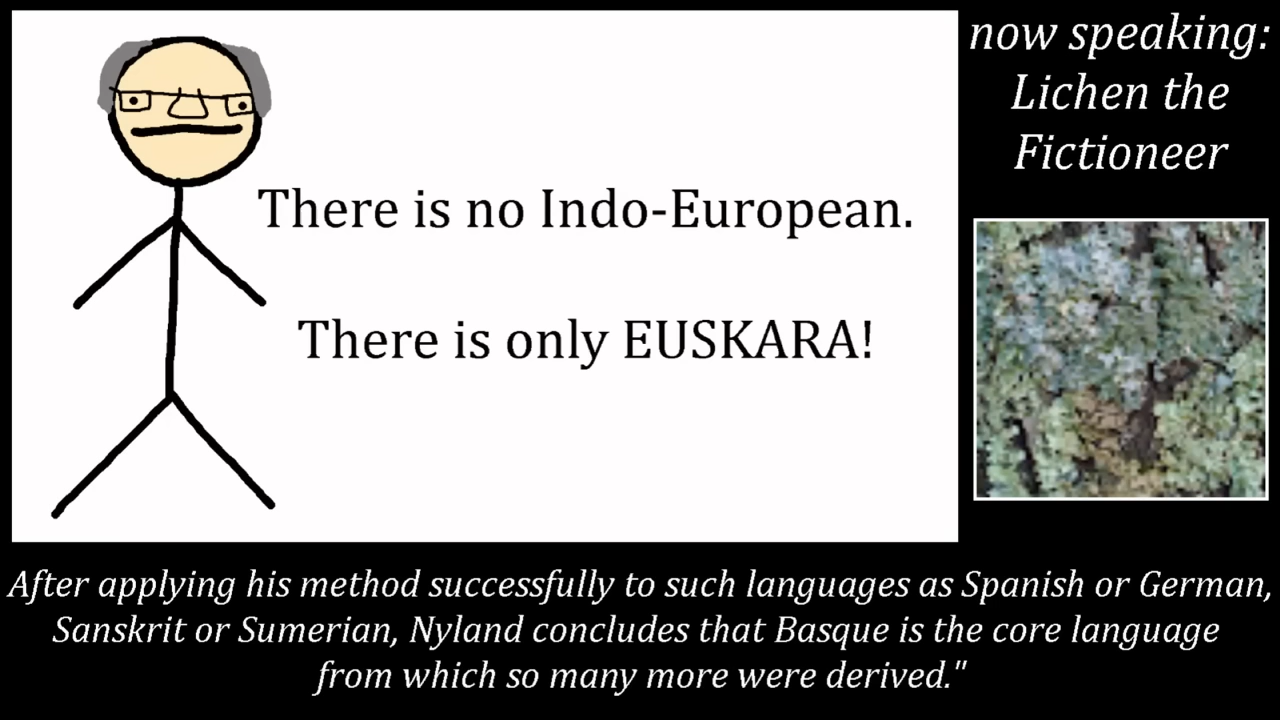 now speaking:
Lichen the
Fictioneer
There is no Indo-European.
There is only EUSKARA!
After applying his method successfully to such languages as Spanish or German,
Sanskrit or Sumerian, Nyland concludes that Basque is the core language
from which so many more were derived."